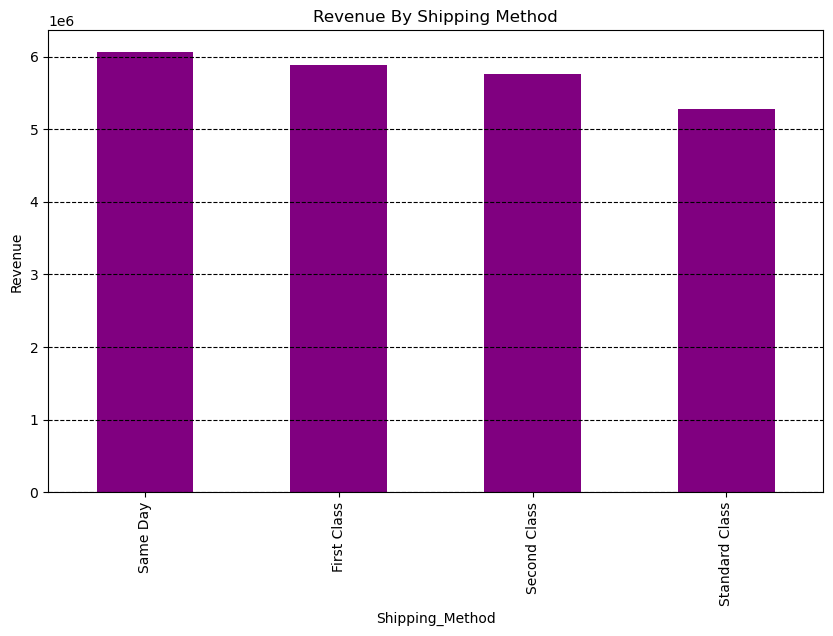 Revenue By Shipping Method
1e6
6
5
4
3
2
1
0
Revenue
Same Day
First Class
Second Class
Standard Class
Shipping_Method